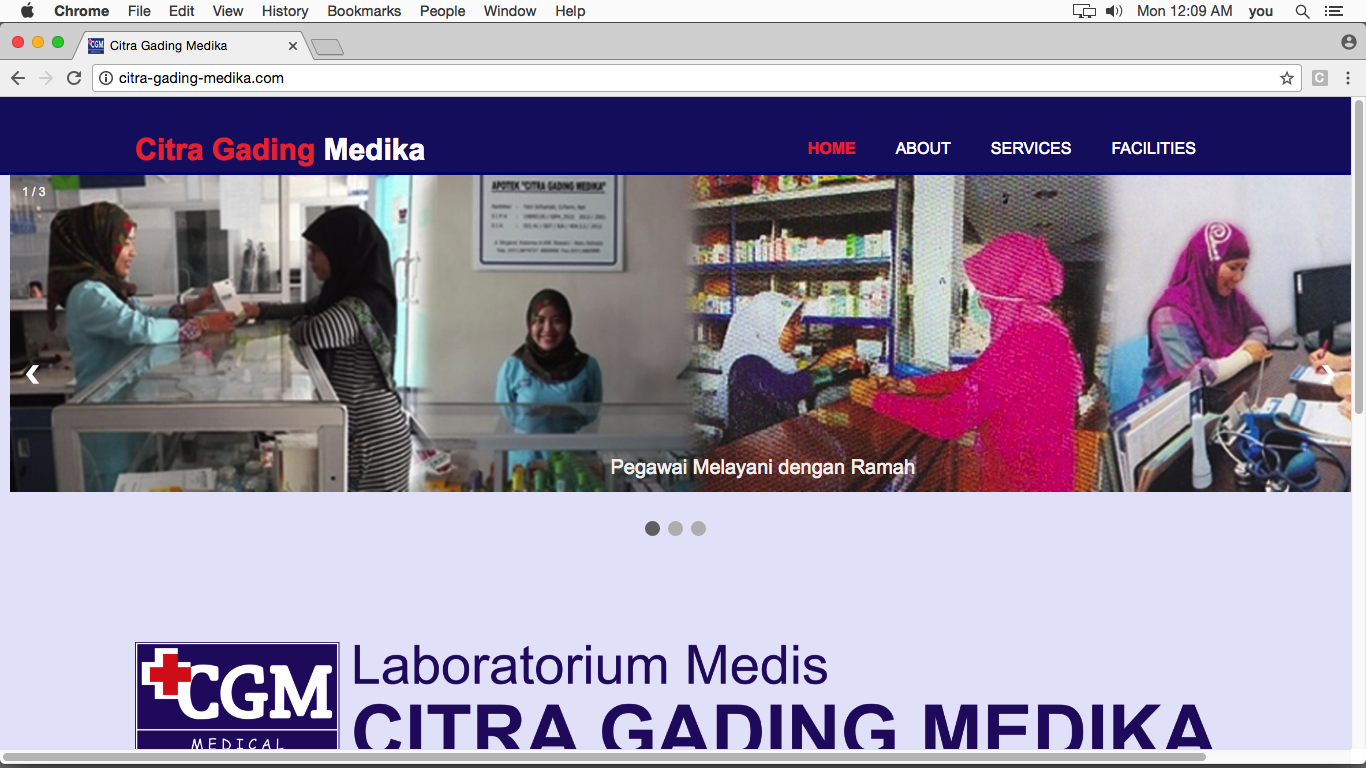 Chrome File Edit View History Bookmarks People Window Help Mon 12:09 AM you
Citra Gading Medika
citra-gading-medika.com
Citra Gading Medika
HOME ABOUT SERVICES FACILITIES
1 / 3
APOTEK "CITRA GADING MEDIKA"
Pegawai Melayani dengan Ramah
CGM
MEDICAL
Laboratorium Medis
CITRA GADING MEDIKA